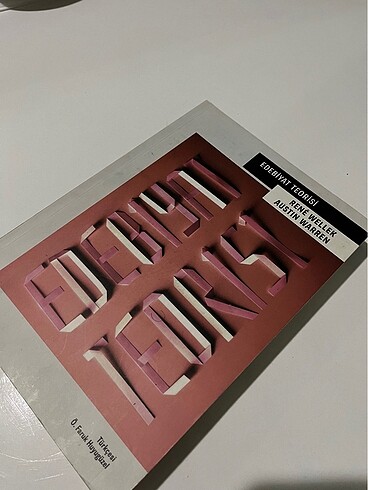 EDEBİYAT TEORİSİ
RENE WELLEK
AUSTIN WARREN
EDEBİYAT
TEORİSİ
Türkçesi
Ö. Faruk Huyugüzel